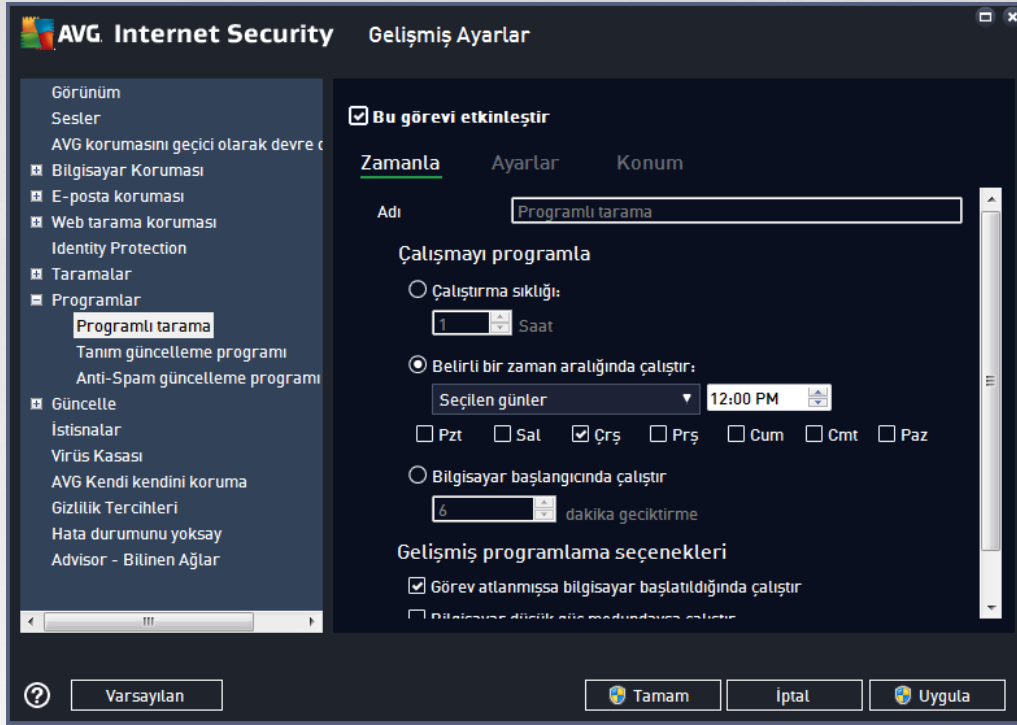 AVG. Internet Security Gelişmiş Ayarlar
Görünüm
Sesler
AVG korumasını geçici olarak devre
Bilgisayar Koruması
E-posta koruması
Web tarama koruması
Identity Protection
Taramalar
Programlar
Programlı tarama
Tanım güncelleme programı
Anti-Spam güncelleme programı
Güncelle
İstisnalar
Virüs Kasası
AVG Kendi kendini koruma
Gizlilik Tercihleri
Hata durumunu yoksay
Advisor - Bilinen Ağlar
Bu görevi etkinleştir
Zamanla Ayarlar Konum
Adı Programlı tarama
Çalışmayı programla
Çalıştırma sıklığı:
1 Saat
Belirli bir zaman aralığında çalıştır:
Seçilen günler 12:00 PM
Pzt Sal Çrş Prş Cum Cmt Paz
Bilgisayar başlangıcında çalıştır
6 dakika geciktirme
Gelişmiş programlama seçenekleri
Görev atlanmışsa bilgisayar başlatıldığında çalıştır
Bilgisayar düşük güç modundaysa çalıştır
Varsayılan Tamam İptal Uygula